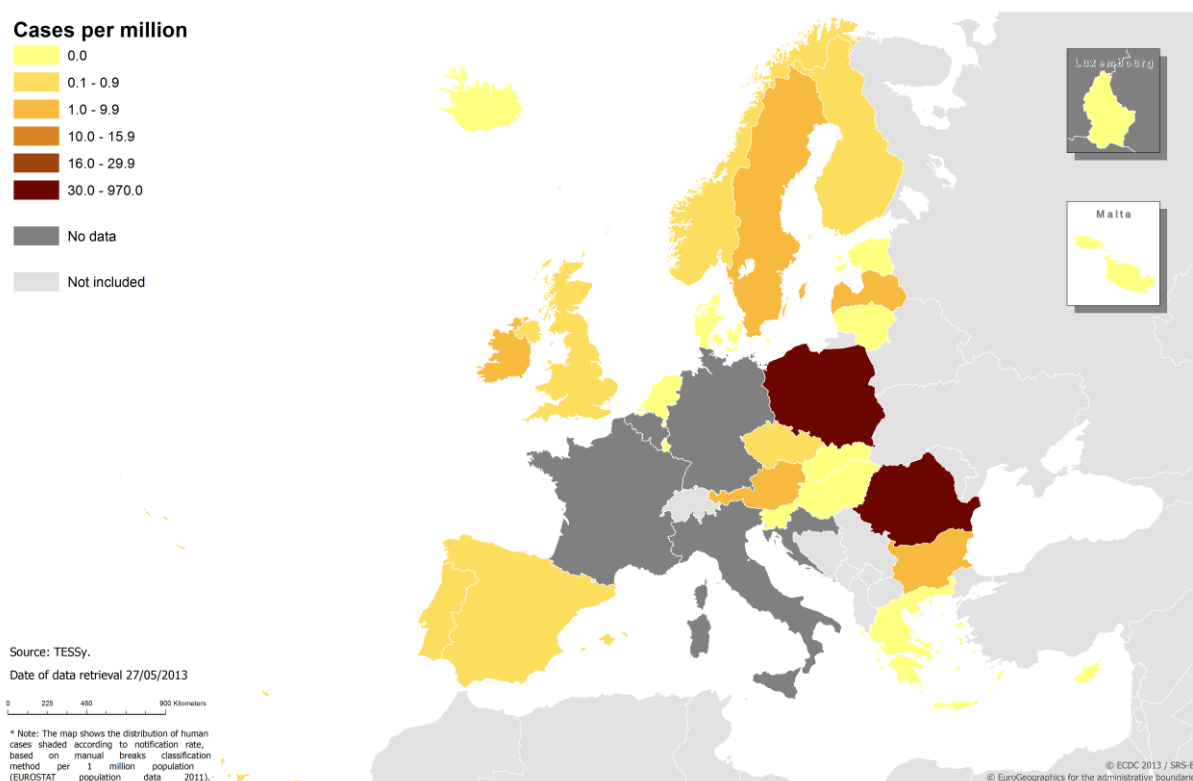 Cases per million
0.0
0.1 - 0.9
1.0 - 9.9
10.0 - 15.9
16.0 - 29.9
30.0 - 970.0
No data
Not included
Luxembourg
Malta
Source: TESSy.
Date of data retrieval 27/05/2013
0 225 450 900 Kilometers
* Note: The map shows the distribution of human
cases shaded according to notification rate,
based on manual breaks classification
method per 1 million population
(EUROSTAT population data 2011).
© ECDC 2013 / SRS-E
© EuroGeographics for the administrative boundari